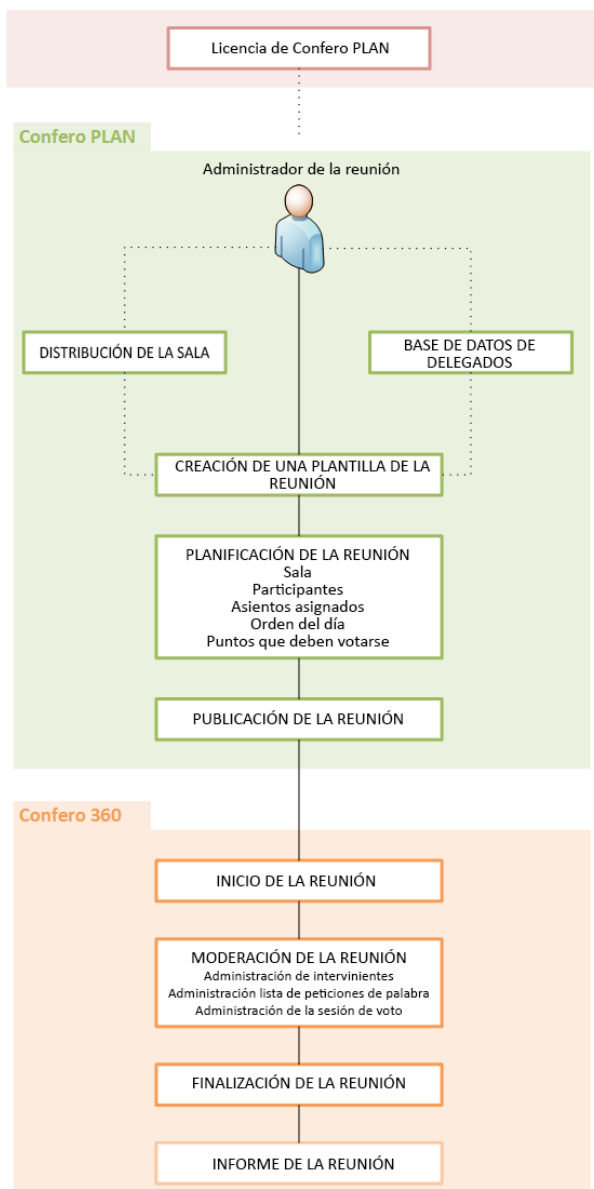 Licencia de Confero PLAN
Confero PLAN
Administrador de la reunión
DISTRIBUCIÓN DE LA SALA
BASE DE DATOS DE
DELEGADOS
CREACIÓN DE UNA PLANTILLA DE LA
REUNIÓN
PLANIFICACIÓN DE LA REUNIÓN
Sala
Participantes
Asientos asignados
Orden del día
Puntos que deben votarse
PUBLICACIÓN DE LA REUNIÓN
Confero 360
INICIO DE LA REUNIÓN
MODERACIÓN DE LA REUNIÓN
Administración de intervinientes
Administración lista de peticiones de palabra
Administración de la sesión de voto
FINALIZACIÓN DE LA REUNIÓN
INFORME DE LA REUNIÓN